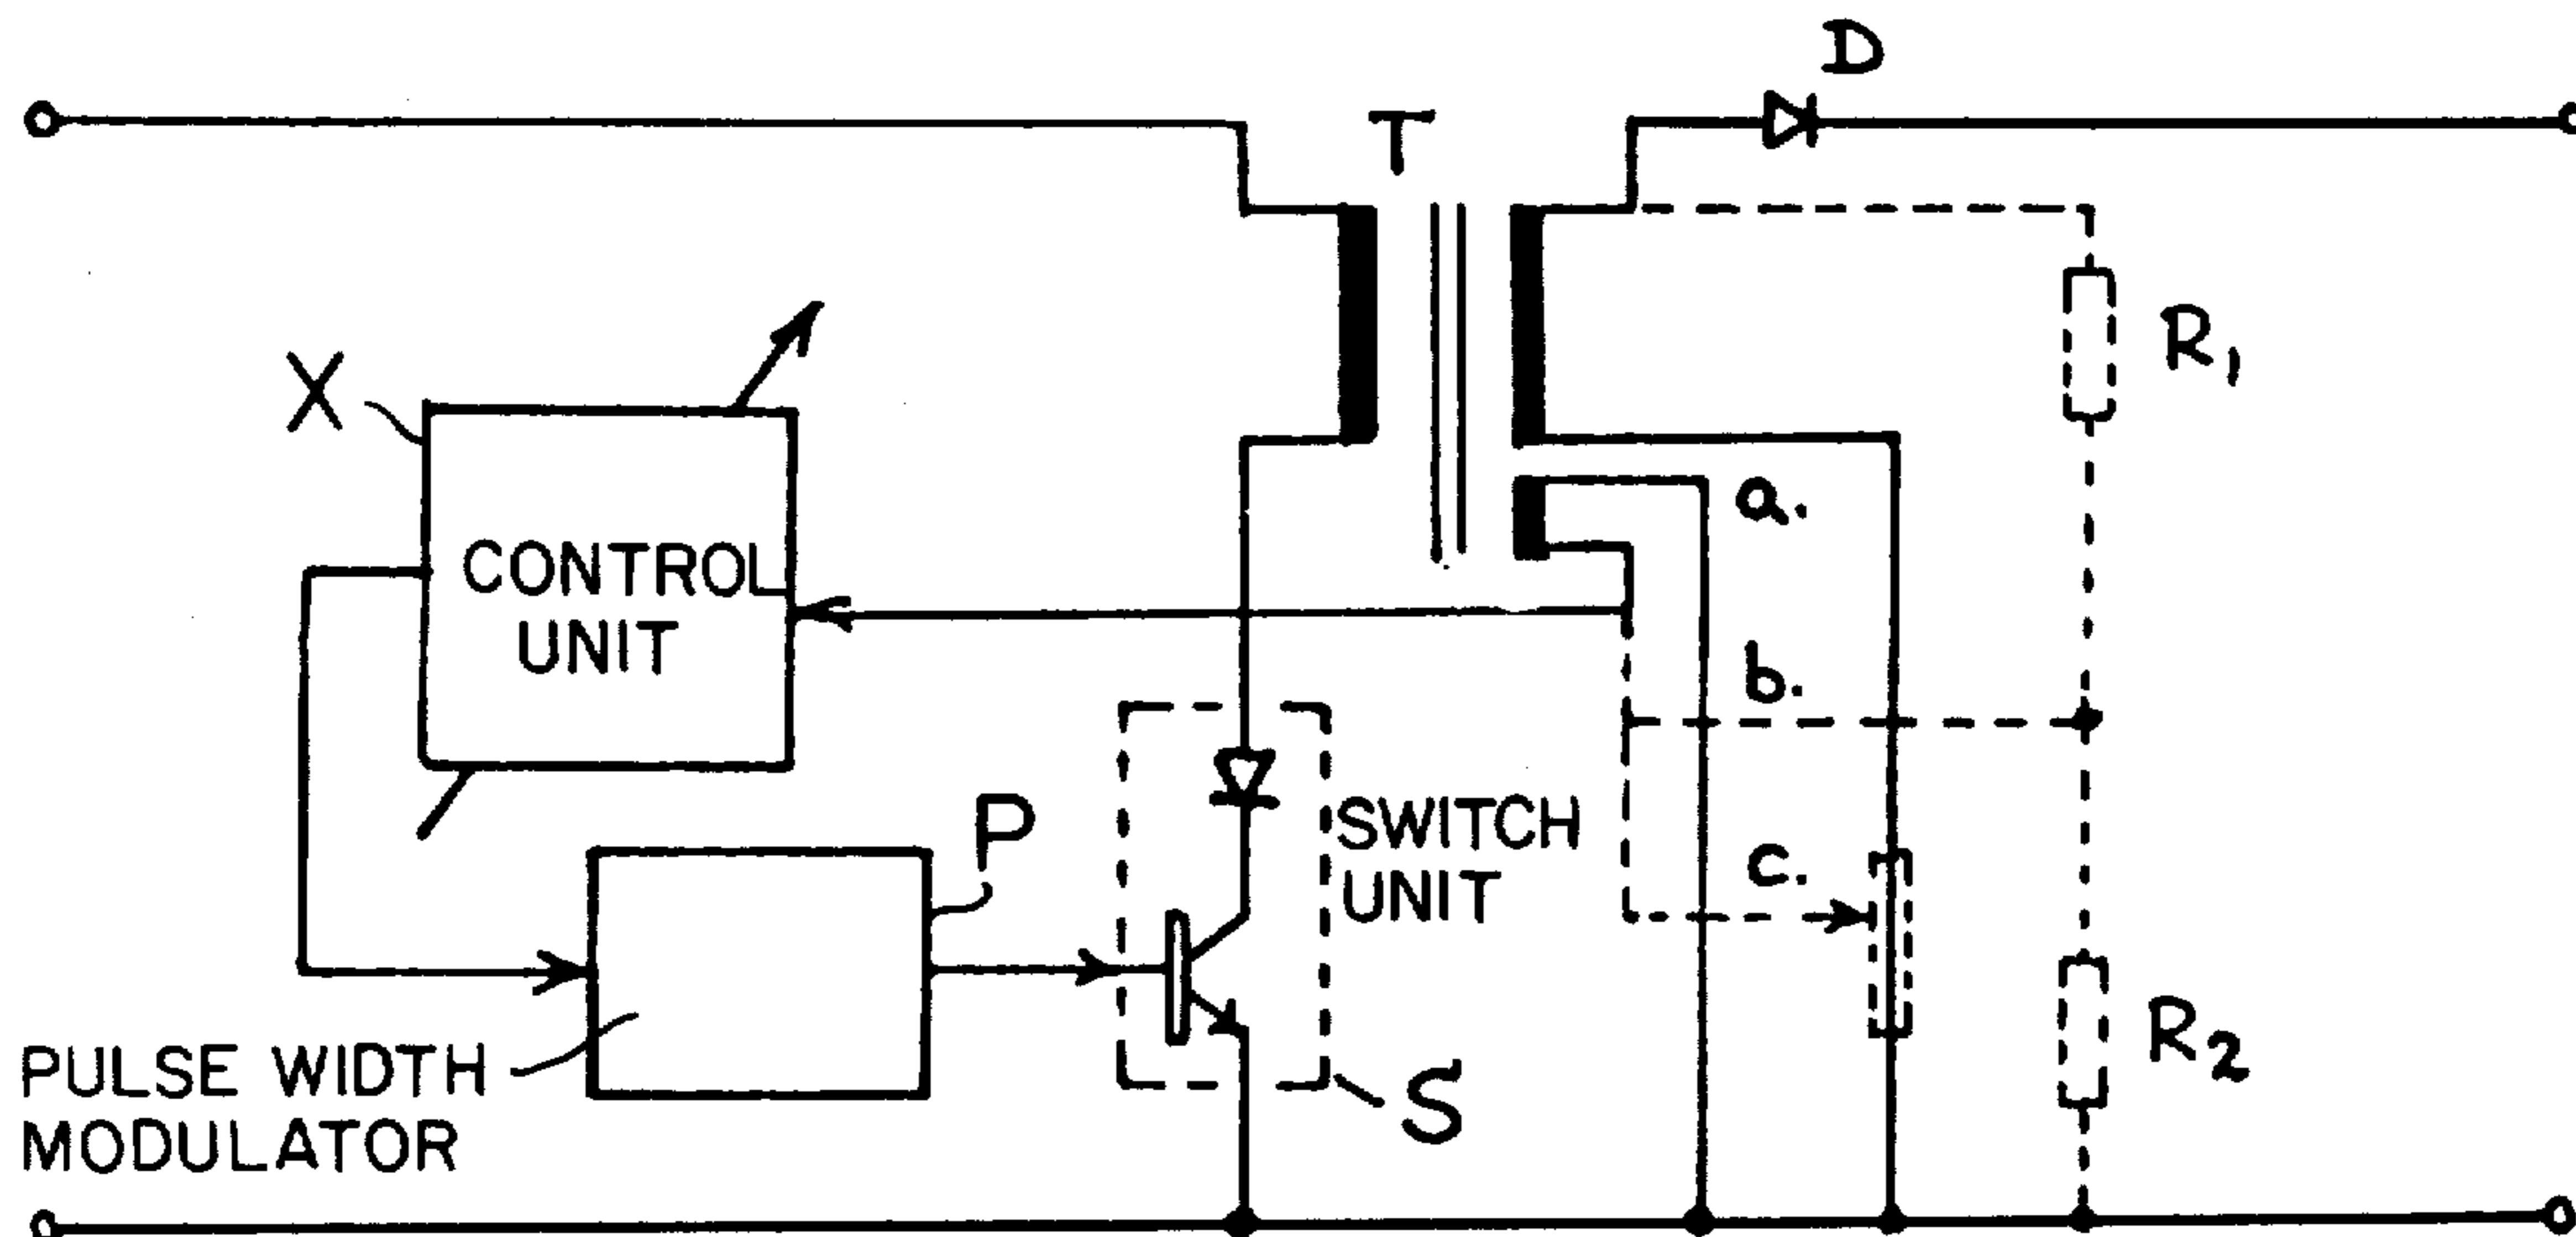 D
T
R₁
X
a.
CONTROL
UNIT
b.
P
SWITCH
UNIT
c.
R₂
PULSE WIDTH
MODULATOR
S